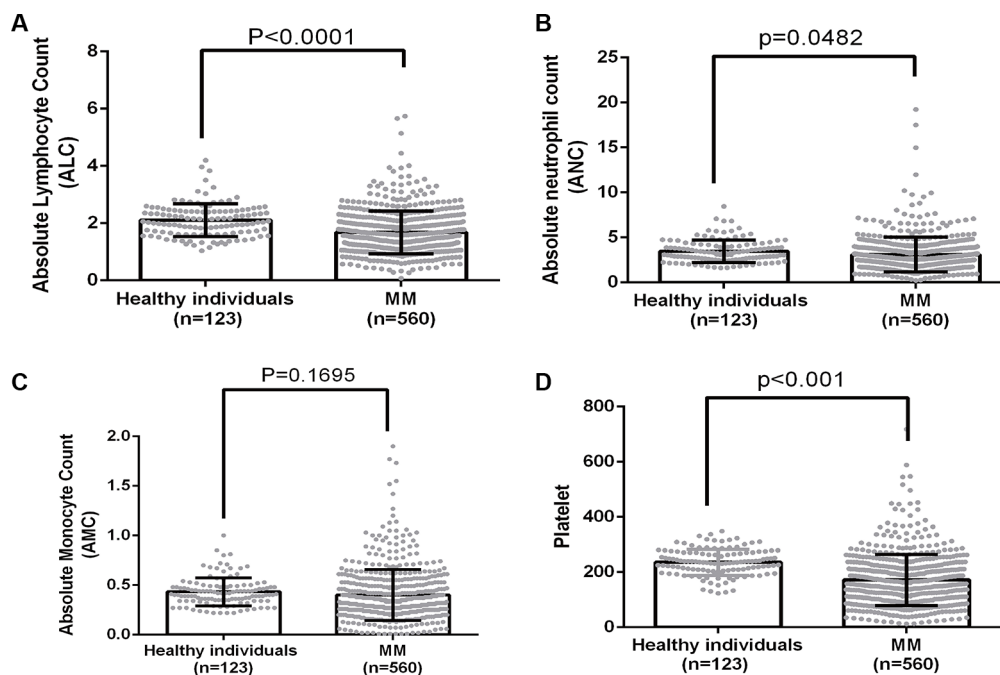 A
P<0.0001
Absolute Lymphocyte Count
(ALC)
8
6
4
2
0
Healthy individuals
(n=123)
MM
(n=560)
B
p=0.0482
Absolute neutrophil count
(ANC)
25
20
15
10
5
0
Healthy individuals
(n=123)
MM
(n=560)
C
P=0.1695
Absolute Monocyte Count
(AMC)
2.0
1.5
1.0
0.5
0.0
Healthy individuals
(n=123)
MM
(n=560)
D
p<0.001
Platelet
800
600
400
200
0
Healthy individuals
(n=123)
MM
(n=560)